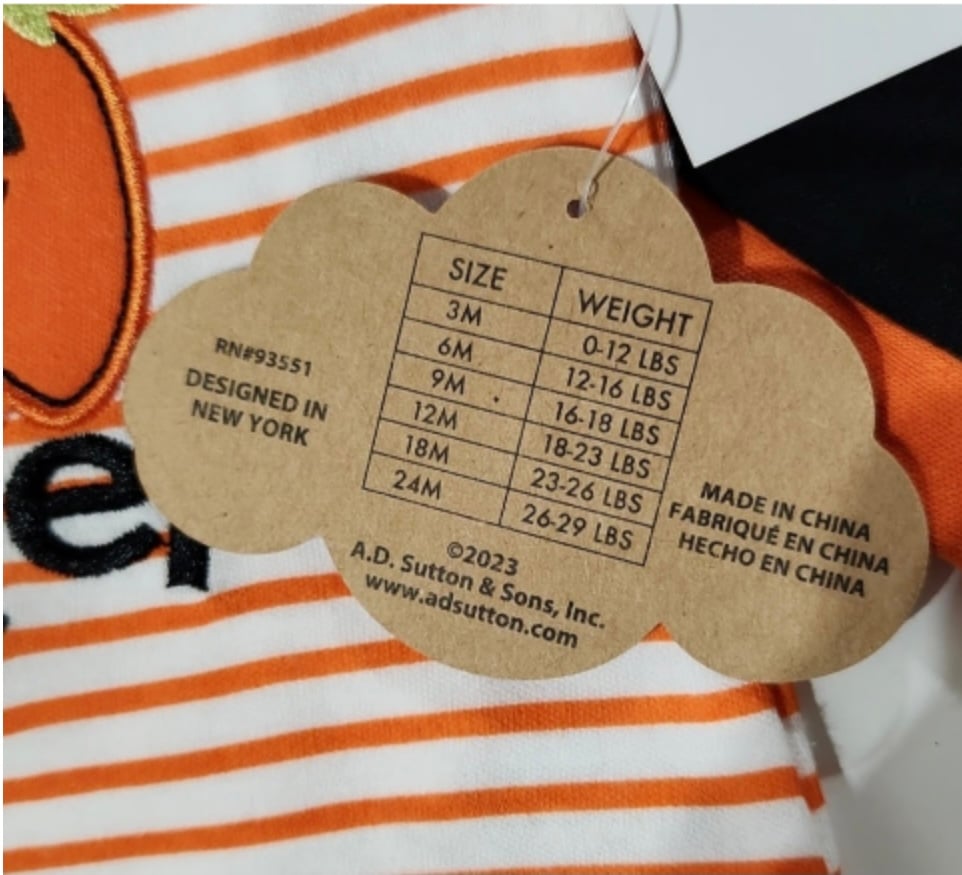 RN#93551
DESIGNED IN
NEW YORK
SIZE WEIGHT
3M 0-12 LBS
6M 12-16 LBS
9M 16-18 LBS
12M 18-23 LBS
18M 23-26 LBS
24M 26-29 LBS
©2023
A.D. Sutton & Sons, Inc.
www.adsutton.com
MADE IN CHINA
FABRIQUÉ EN CHINA
HECHO EN CHINA